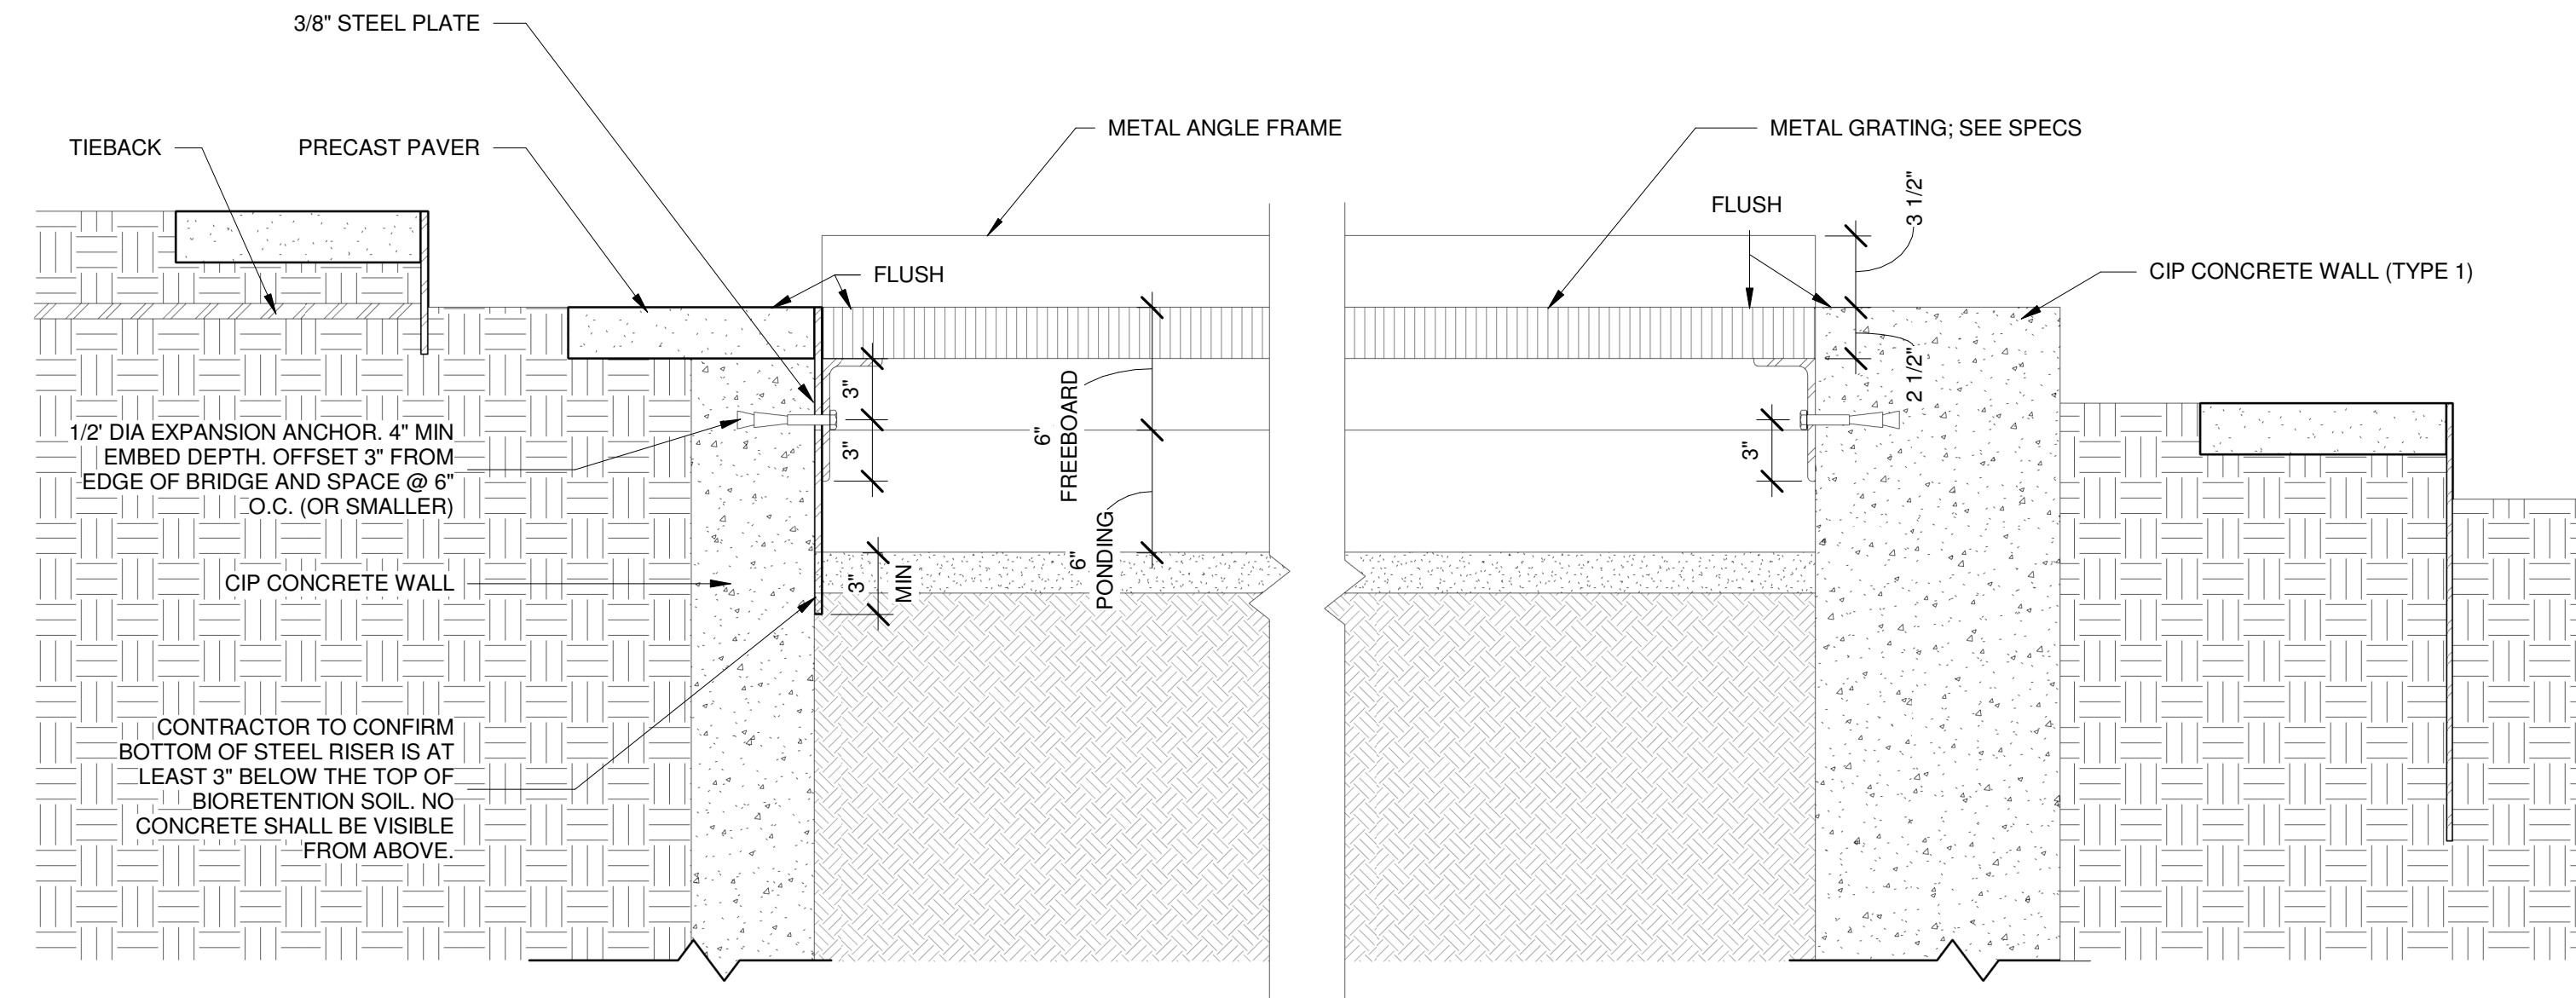 3/8" STEEL PLATE
TIEBACK
PRECAST PAVER
METAL ANGLE FRAME
METAL GRATING; SEE SPECS
FLUSH
3 1/2"
FLUSH
CIP CONCRETE WALL (TYPE 1)
2 1/2"
3"
3"
6"
FREEBOARD
3"
1/2' DIA EXPANSION ANCHOR. 4" MIN
EMBED DEPTH. OFFSET 3" FROM
EDGE OF BRIDGE AND SPACE @ 6"
O.C. (OR SMALLER)
6"
PONDING
CIP CONCRETE WALL
3"
MIN
CONTRACTOR TO CONFIRM
BOTTOM OF STEEL RISER IS AT
LEAST 3" BELOW THE TOP OF
BIORETENTION SOIL. NO
CONCRETE SHALL BE VISIBLE
FROM ABOVE.